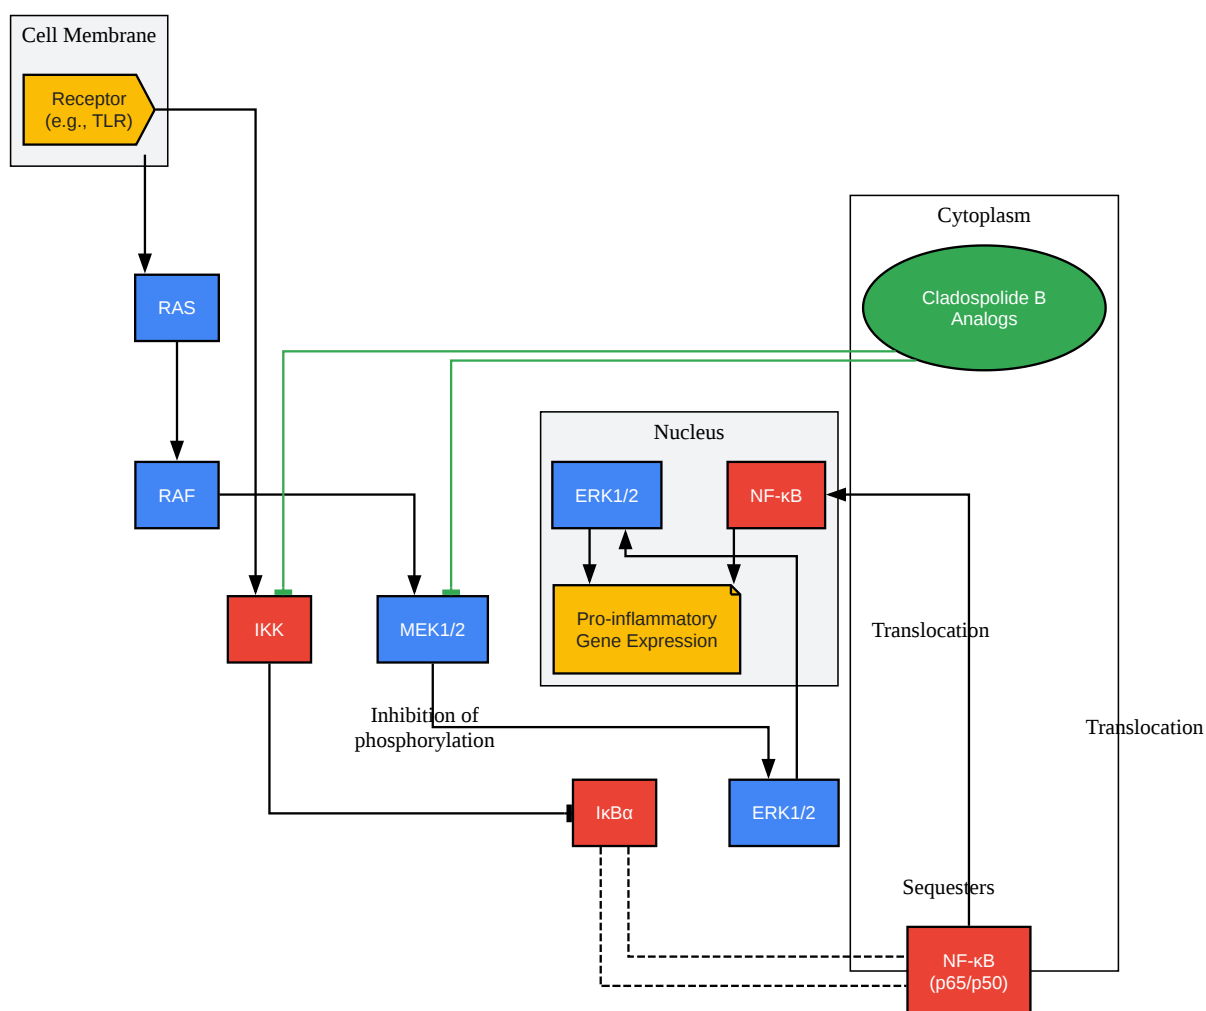 Cell Membrane
Receptor
(e.g., TLR)
Cytoplasm
Cladospolide B
Analogs
RAS
Nucleus
RAF
ERK1/2
NF-κB
IKK
MEK1/2
Pro-inflammatory
Gene Expression
Translocation
Inhibition of
phosphorylation
Translocation
IκBα
ERK1/2
Sequesters
NF-κB
(p65/p50)